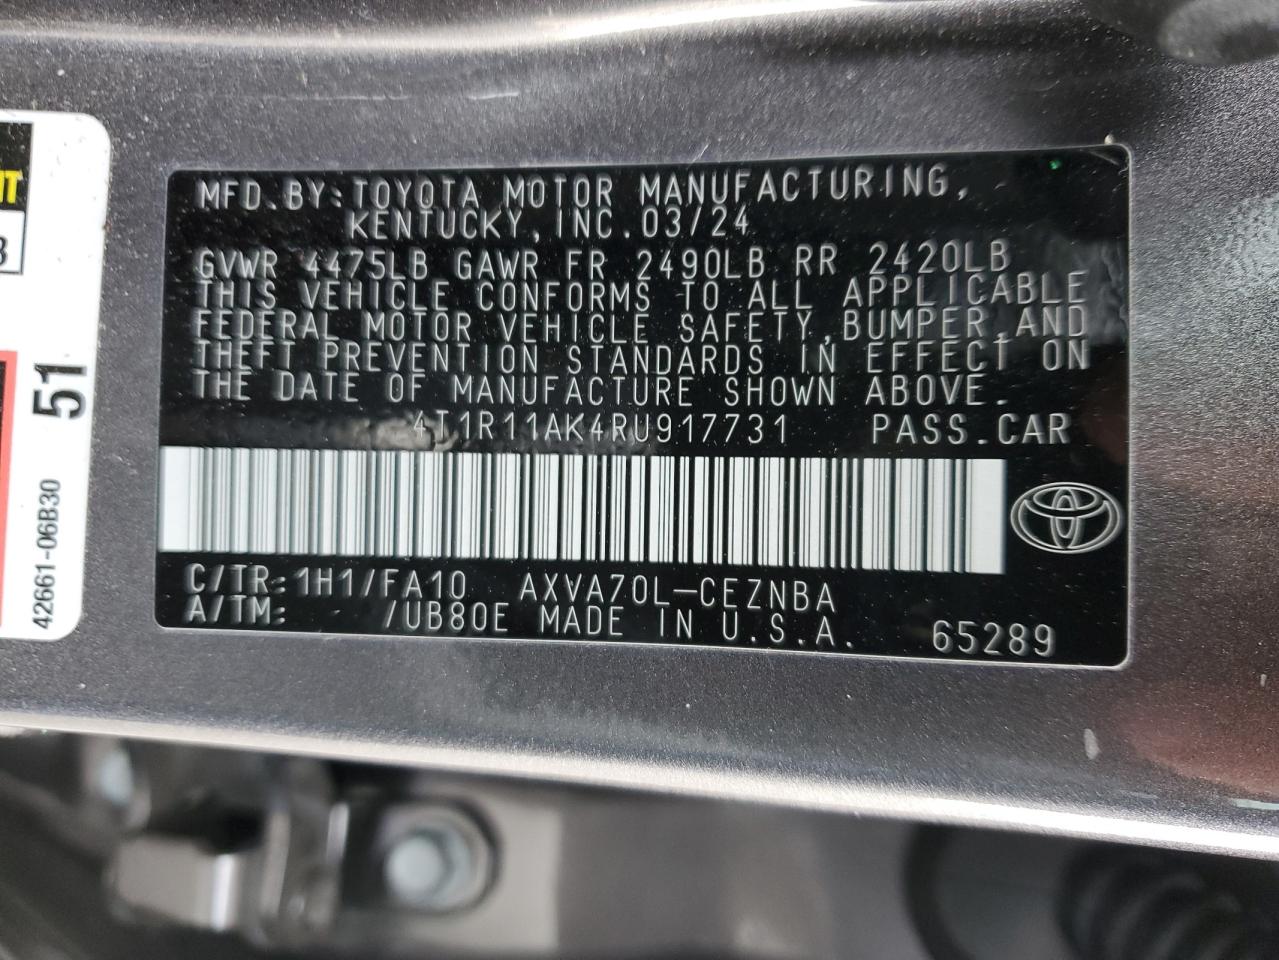 MFD. BY: TOYOTA MOTOR MANUFACTURING,
KENTUCKY, INC. 03/24
GVWR 4475LB GAWR FR 2490LB RR 2420LB
THIS VEHICLE CONFORMS TO ALL APPLICABLE
FEDERAL MOTOR VEHICLE SAFETY, BUMPER, AND
THEFT PREVENTION STANDARDS IN EFFECT ON
THE DATE OF MANUFACTURE SHOWN ABOVE.
4T1R11AK4RU917731 PASS. CAR
C/TR: 1H1/FA10 AXVA70L-CEZNBA
A/TM: /UB80E MADE IN U.S.A. 65289
51
42661-06B30